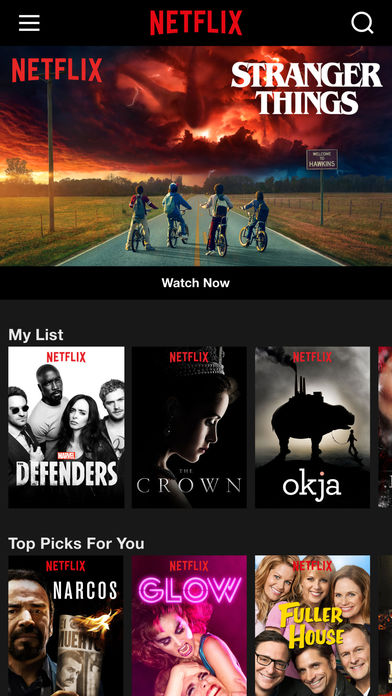 NETFLIX
NETFLIX
STRANGER
THINGS
WELCOME TO
HAWKINS
Watch Now
My List
NETFLIX
MARVEL
DEFENDERS
NETFLIX
THE
CROWN
NETFLIX
okja
Top Picks For You
NETFLIX
NARCOS
MUERTO
NETFLIX
GLOW
NETFLIX
FULLER
HOUSE